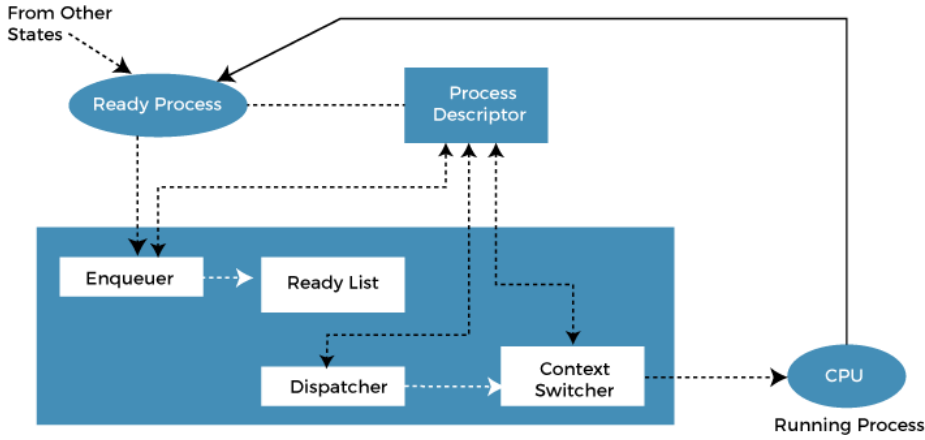 From Other
States
Ready Process
Process
Descriptor
Enqueuer
Ready List
Dispatcher
Context
Switcher
CPU
Running Process